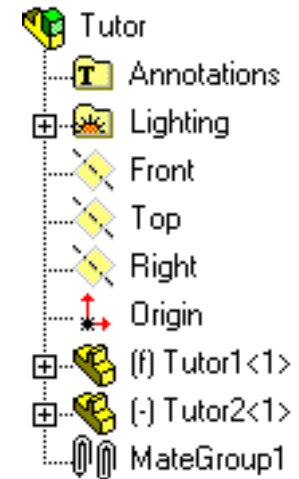 Tutor
Annotations
Lighting
Front
Top
Right
Origin
(f) Tutor1<1>
(-) Tutor2<1>
MateGroup1